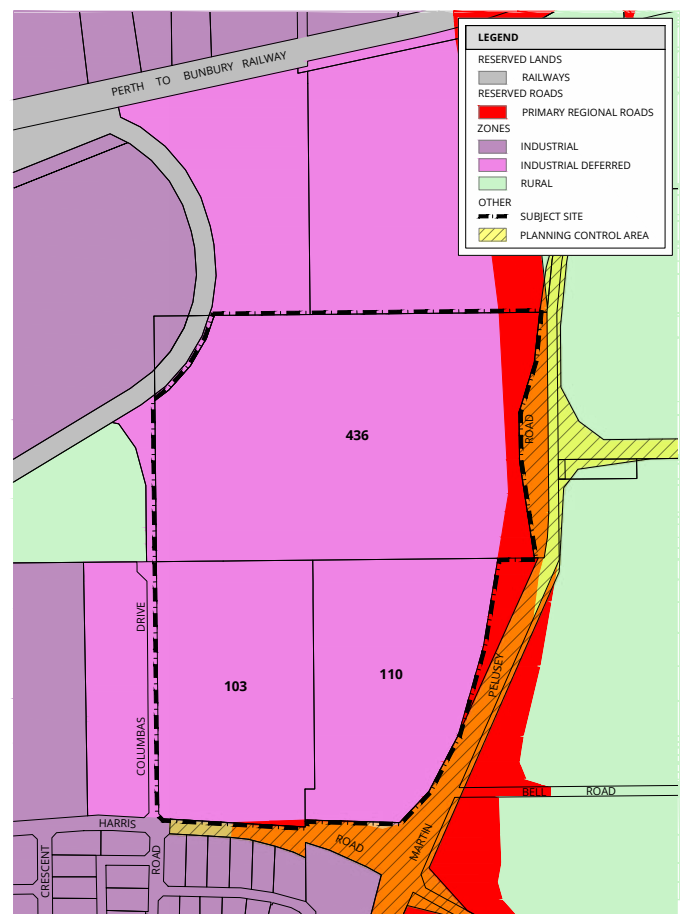 LEGEND
RESERVED LANDS
RAILWAYS
RESERVED ROADS
PRIMARY REGIONAL ROADS
ZONES
INDUSTRIAL
INDUSTRIAL DEFERRED
RURAL
OTHER
SUBJECT SITE
PLANNING CONTROL AREA
PERTH TO BUNBURY RAILWAY
436
ROAD
DRIVE
PELUSEY
110
103
COLUMBAS
BELL ROAD
HARRIS
ROAD
MARTIN
ROAD
CRESCENT